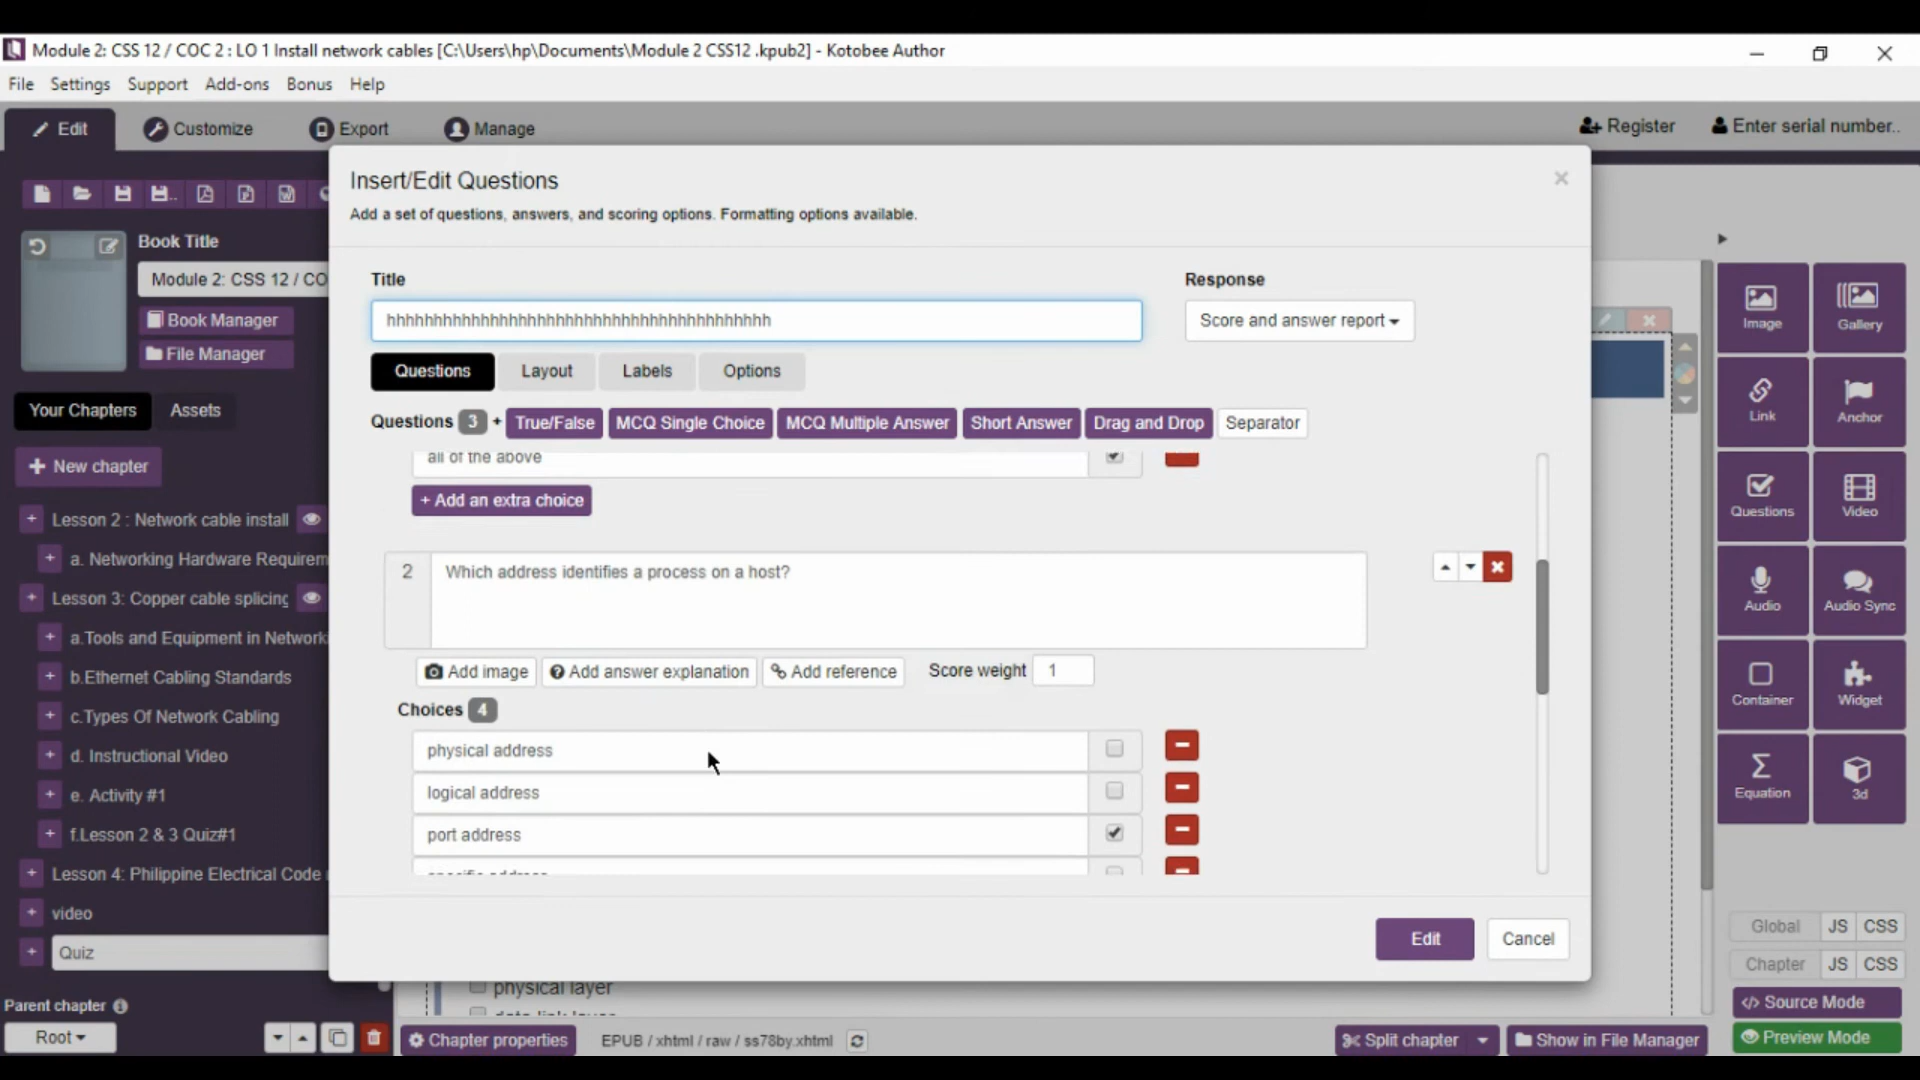 Module 2: CSS 12 / COC 2 : LO 1 Install network cables [C:\Users\hp\Documents\Module 2 CSS12 .kpub2] - Kotobee Author
File Settings Support Add-ons Bonus Help
Edit Customize Export Manage Register Enter serial number..
Insert/Edit Questions
Add a set of questions, answers, and scoring options. Formatting options available.
Book Title
Module 2: CSS 12 / CO
Book Manager
File Manager
Your Chapters Assets
+ New chapter
Lesson 2 : Network cable install
a. Networking Hardware Requirem
Lesson 3: Copper cable splicing
a.Tools and Equipment in Network
b.Ethernet Cabling Standards
c.Types Of Network Cabling
d. Instructional Video
e. Activity #1
f.Lesson 2 & 3 Quiz#1
Lesson 4: Philippine Electrical Code
video
Quiz
Parent chapter
Root
Title Response
hhhhhhhhhhhhhhhhhhhhhhhhhhhhhhhhhhhhhhhhh Score and answer report
Questions Layout Labels Options
Questions 3 + True/False MCQ Single Choice MCQ Multiple Answer Short Answer Drag and Drop Separator
all of the above
+ Add an extra choice
2 Which address identifies a process on a host?
Add image Add answer explanation Add reference Score weight 1
Choices 4
physical address
logical address
port address
Edit Cancel
physical layer
Chapter properties EPUB / xhtml / raw / ss78by.xhtml Split chapter Show in File Manager
Image Gallery
Link Anchor
Questions Video
Audio Audio Sync
Container Widget
Equation 3d
Global JS CSS
Chapter JS CSS
</> Source Mode
Preview Mode